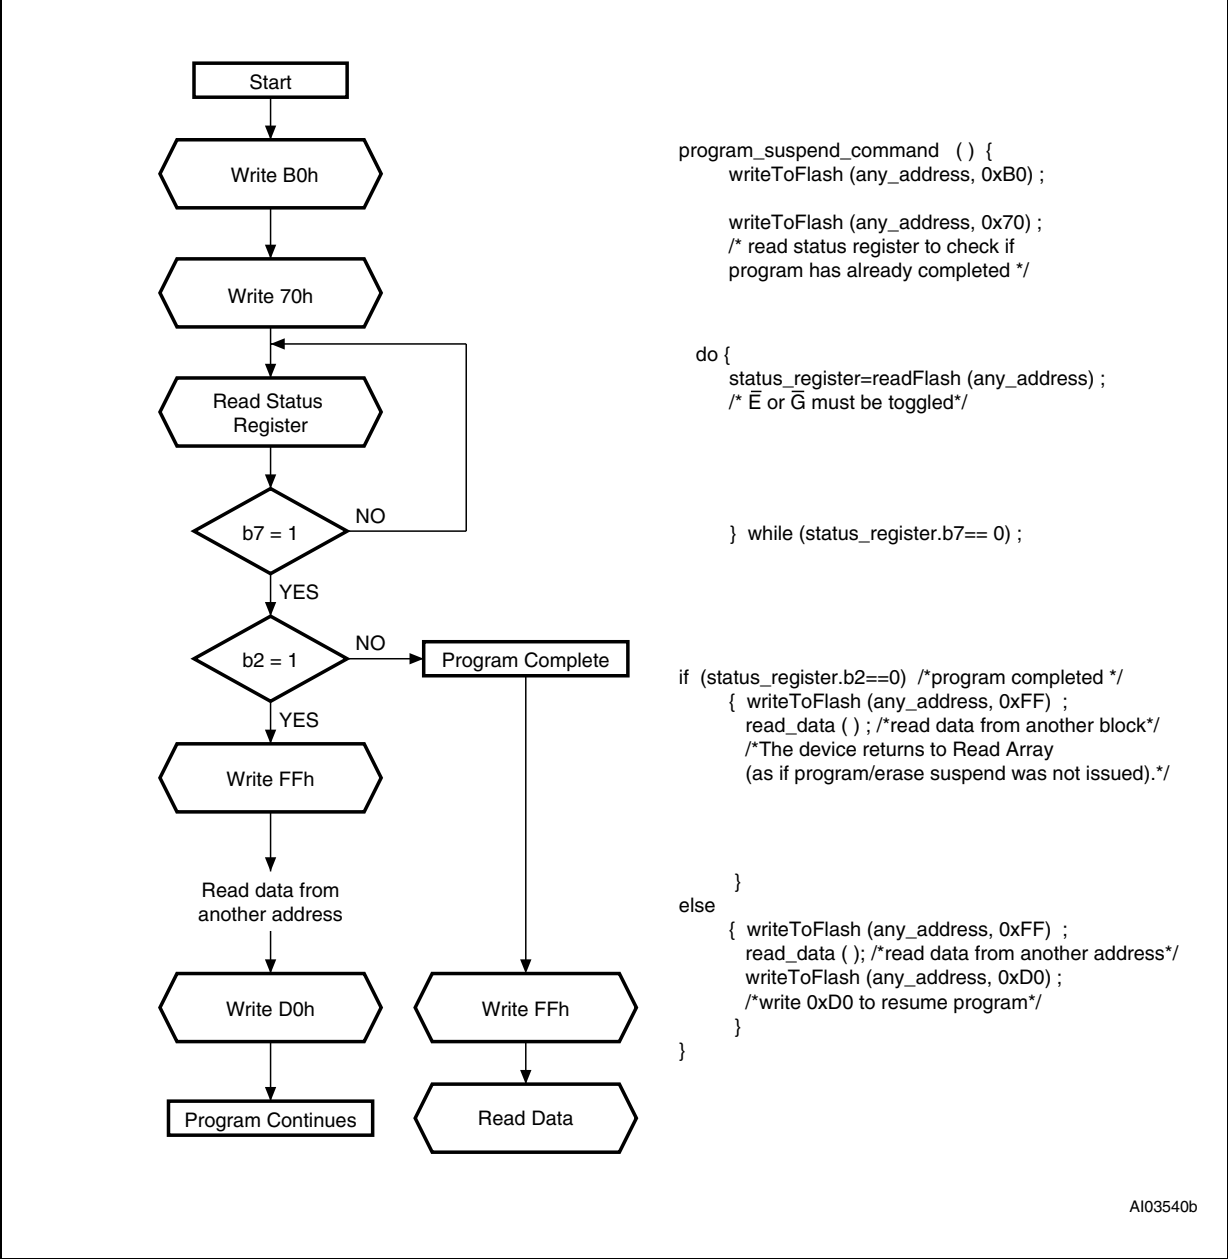 Start
Write B0h
Write 70h
Read Status
Register
b7 = 1
NO
YES
b2 = 1
NO
Program Complete
YES
Write FFh
Read data from
another address
Write D0h
Write FFh
Program Continues
Read Data
program_suspend_command ( ) {
writeToFlash (any_address, 0xB0) ;
writeToFlash (any_address, 0x70) ;
/* read status register to check if
program has already completed */
do {
status_register=readFlash (any_address) ;
/* E̅ or G̅ must be toggled*/
} while (status_register.b7== 0) ;
if (status_register.b2==0) /*program completed */
{ writeToFlash (any_address, 0xFF) ;
read_data ( ) ; /*read data from another block*/
/*The device returns to Read Array
(as if program/erase suspend was not issued).*/
}
else
{ writeToFlash (any_address, 0xFF) ;
read_data ( ); /*read data from another address*/
writeToFlash (any_address, 0xD0) ;
/*write 0xD0 to resume program*/
}
}
AI03540b